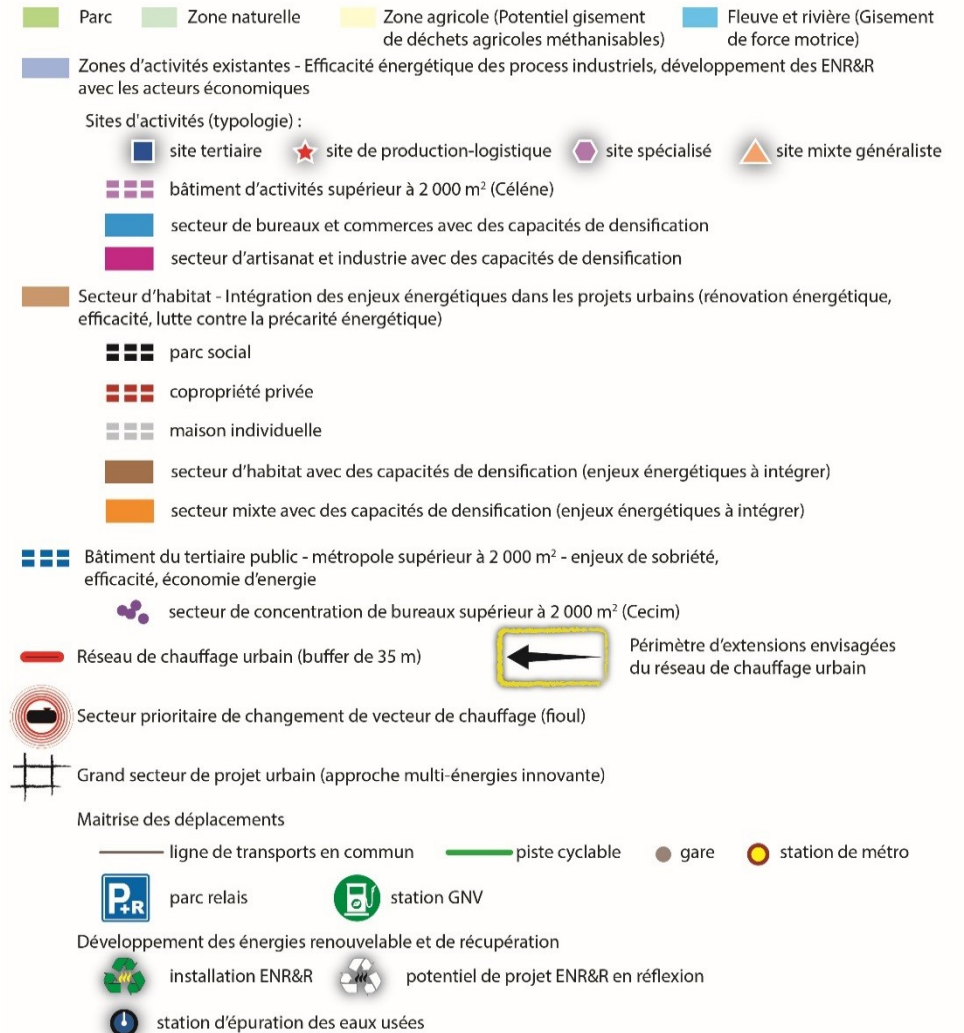 Parc
Zone naturelle
Zone agricole (Potentiel gisement
de déchets agricoles méthanisables)
Fleuve et rivière (Gisement
de force motrice)
Zones d'activités existantes - Efficacité énergétique des process industriels, développement des ENR&R
avec les acteurs économiques
Sites d'activités (typologie) :
site tertiaire
site de production-logistique
site spécialisé
site mixte généraliste
bâtiment d'activités supérieur à 2 000 m² (Céléne)
secteur de bureaux et commerces avec des capacités de densification
secteur d'artisanat et industrie avec des capacités de densification
Secteur d'habitat - Intégration des enjeux énergétiques dans les projets urbains (rénovation énergétique,
efficacité, lutte contre la précarité énergétique)
parc social
copropriété privée
maison individuelle
secteur d'habitat avec des capacités de densification (enjeux énergétiques à intégrer)
secteur mixte avec des capacités de densification (enjeux énergétiques à intégrer)
Bâtiment du tertiaire public - métropole supérieur à 2 000 m² - enjeux de sobriété,
efficacité, économie d'energie
secteur de concentration de bureaux supérieur à 2 000 m² (Cecim)
Réseau de chauffage urbain (buffer de 35 m)
Périmètre d'extensions envisagées
du réseau de chauffage urbain
Secteur prioritaire de changement de vecteur de chauffage (fioul)
Grand secteur de projet urbain (approche multi-énergies innovante)
Maitrise des déplacements
ligne de transports en commun
piste cyclable
gare
station de métro
P+R
parc relais
station GNV
Développement des énergies renouvelable et de récupération
installation ENR&R
potentiel de projet ENR&R en réflexion
station d'épuration des eaux usées